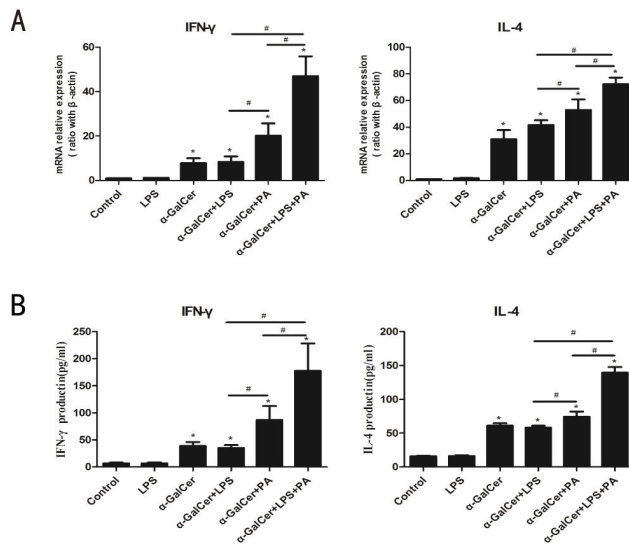 A
IFN-γ
mRNA relative expression
( ratio with β -actin)
60
40
20
0
#
#
#
*
*
*
*
Control
LPS
α-GalCer
α-GalCer+LPS
α-GalCer+PA
α-GalCer+LPS+PA
IL-4
mRNA relative expression
( ratio with β -actin)
100
80
60
40
20
0
#
#
#
*
*
*
*
Control
LPS
α-GalCer
α-GalCer+LPS
α-GalCer+PA
α-GalCer+LPS+PA
B
IFN-γ
IFN-γ productin(pg/ml)
250
200
150
100
50
0
#
#
#
*
*
*
*
Control
LPS
α-GalCer
α-GalCer+LPS
α-GalCer+PA
α-GalCer+LPS+PA
IL-4
IL-4 productin(pg/ml)
200
150
100
50
0
#
#
#
*
*
*
*
Control
LPS
α-GalCer
α-GalCer+LPS
α-GalCer+PA
α-GalCer+LPS+PA